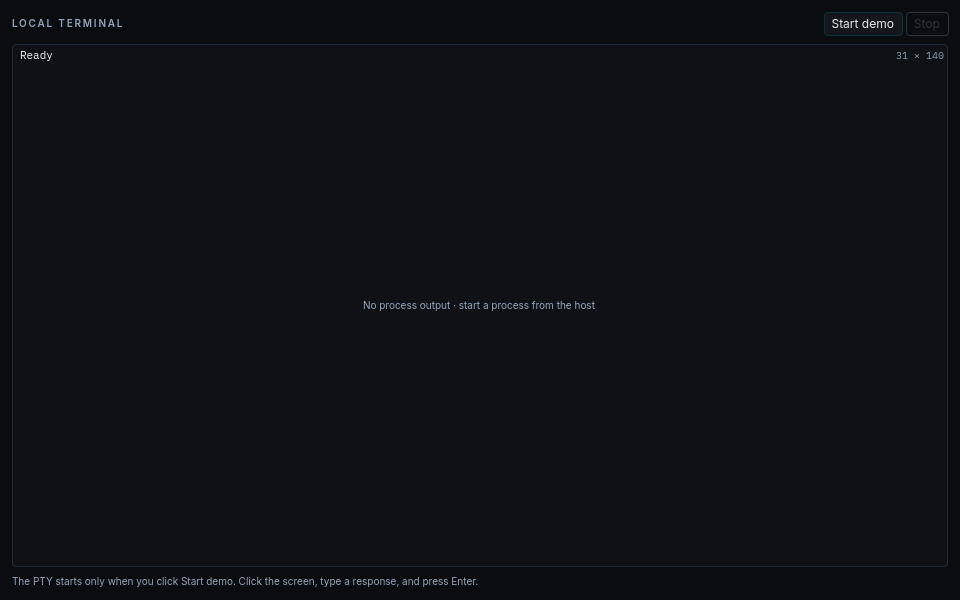 LOCAL TERMINAL
Start demo
Stop
Ready
31 × 140
No process output · start a process from the host
The PTY starts only when you click Start demo. Click the screen, type a response, and press Enter.